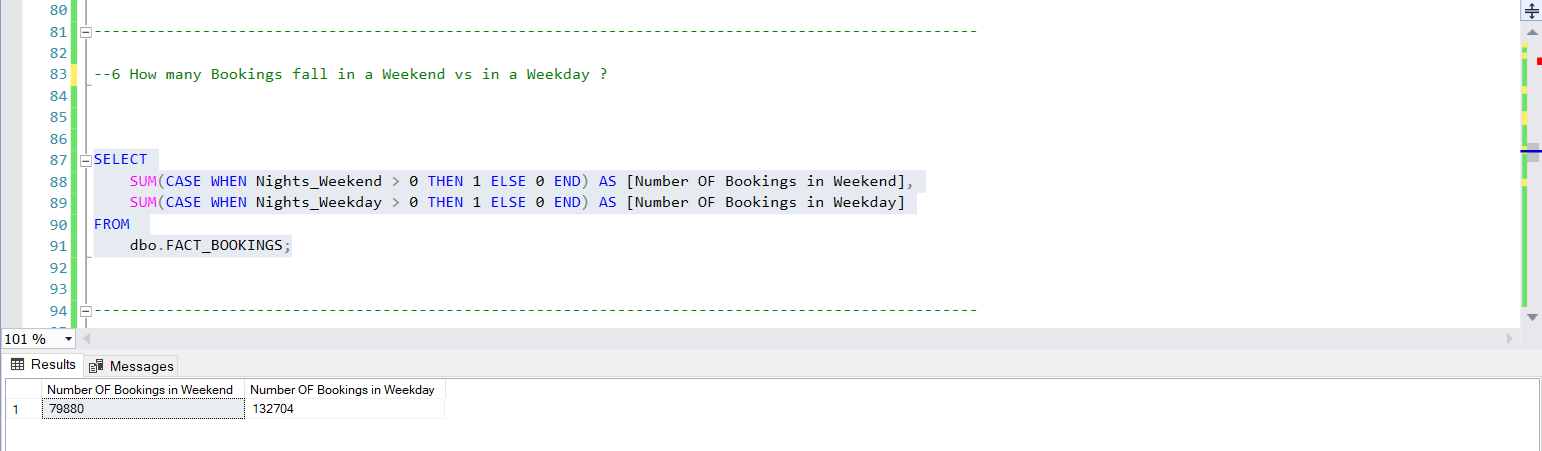 80
81 ----------------------------------------------------------------------------------------------------
82
83 --6 How many Bookings fall in a Weekend vs in a Weekday ?
84
85
86
87 SELECT
88 SUM(CASE WHEN Nights_Weekend > 0 THEN 1 ELSE 0 END) AS [Number OF Bookings in Weekend],
89 SUM(CASE WHEN Nights_Weekday > 0 THEN 1 ELSE 0 END) AS [Number OF Bookings in Weekday]
90 FROM
91 dbo.FACT_BOOKINGS;
92
93
94 ----------------------------------------------------------------------------------------------------
101 %
Results Messages
Number OF Bookings in Weekend Number OF Bookings in Weekday
1 79880 132704